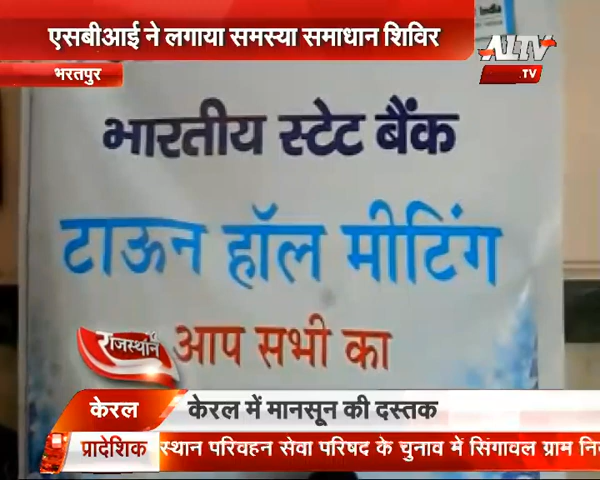 एसबीआई ने लगाया समस्या समाधान शिविर
भरतपुर
ALTV
.TV
भारतीय स्टेट बैंक
टाऊन हॉल मीटिंग
आप सभी का
राजस्थान
केरल
केरल में मानसून की दस्तक
प्रादेशिक
स्थान परिवहन सेवा परिषद के चुनाव में सिंगावल ग्राम